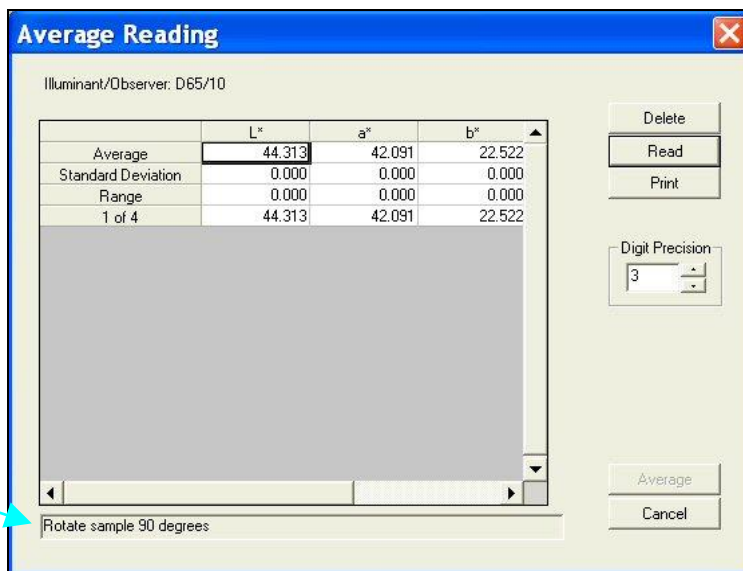 Average Reading
Illuminant/Observer: D65/10
L* a* b*
Average 44.313 42.091 22.522
Standard Deviation 0.000 0.000 0.000
Range 0.000 0.000 0.000
1 of 4 44.313 42.091 22.522
Delete
Read
Print
Digit Precision
3
Average
Cancel
Rotate sample 90 degrees